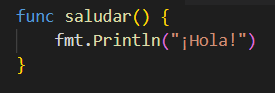 func saludar() {
    fmt.Println("¡Hola!")
}